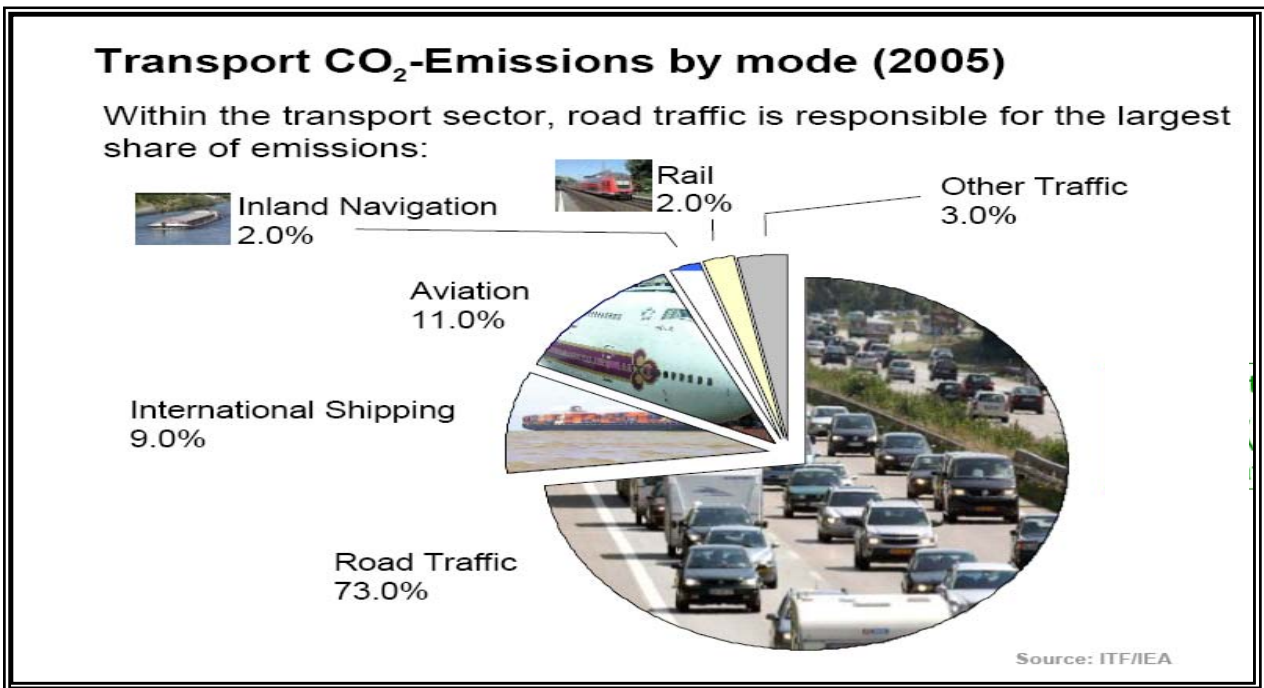 Transport CO₂-Emissions by mode (2005)
Within the transport sector, road traffic is responsible for the largest
share of emissions:
Rail
2.0%
Other Traffic
3.0%
Inland Navigation
2.0%
Aviation
11.0%
International Shipping
9.0%
Road Traffic
73.0%
Source: ITF/IEA